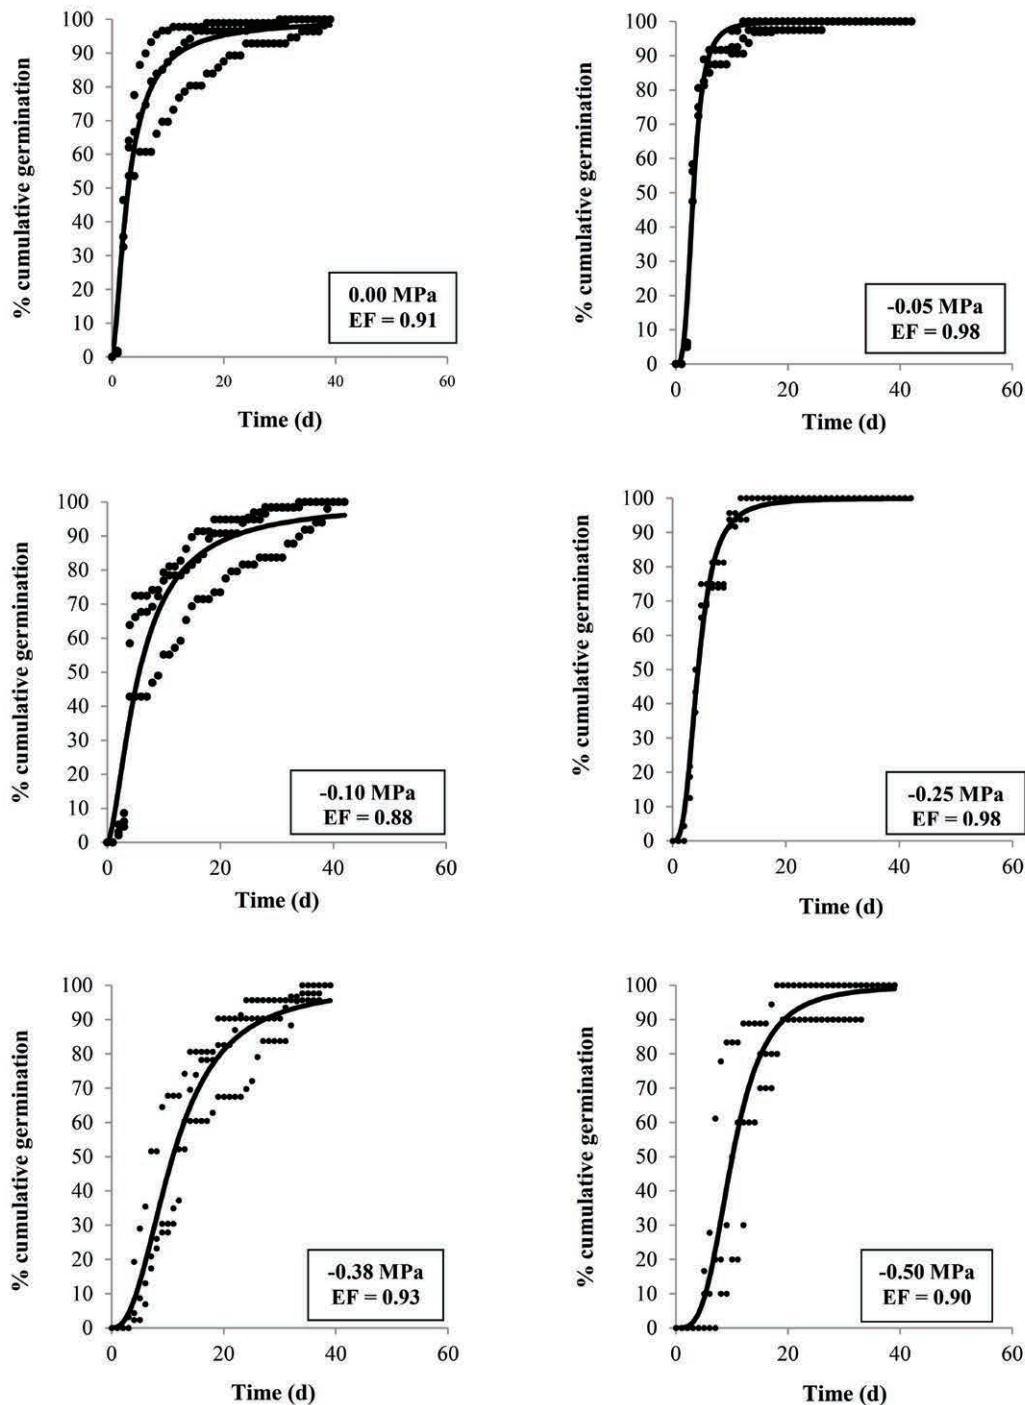 % cumulative germination
100
90
80
70
60
50
40
30
20
10
0
0 20 40 60
Time (d)
0.00 MPa
EF = 0.91
% cumulative germination
100
90
80
70
60
50
40
30
20
10
0
0 20 40 60
Time (d)
-0.05 MPa
EF = 0.98
% cumulative germination
100
90
80
70
60
50
40
30
20
10
0
0 20 40 60
Time (d)
-0.10 MPa
EF = 0.88
% cumulative germination
100
90
80
70
60
50
40
30
20
10
0
0 20 40 60
Time (d)
-0.25 MPa
EF = 0.98
% cumulative germination
100
90
80
70
60
50
40
30
20
10
0
0 20 40 60
Time (d)
-0.38 MPa
EF = 0.93
% cumulative germination
100
90
80
70
60
50
40
30
20
10
0
0 20 40 60
Time (d)
-0.50 MPa
EF = 0.90